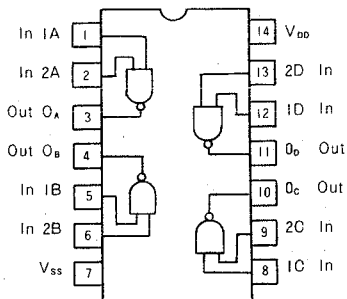 In 1A 1
In 2A 2
Out OA 3
Out OB 4
In 1B 5
In 2B 6
VSS 7
14 VDD
13 2D In
12 1D In
11 OD Out
10 OC Out
9 2C In
8 1C In